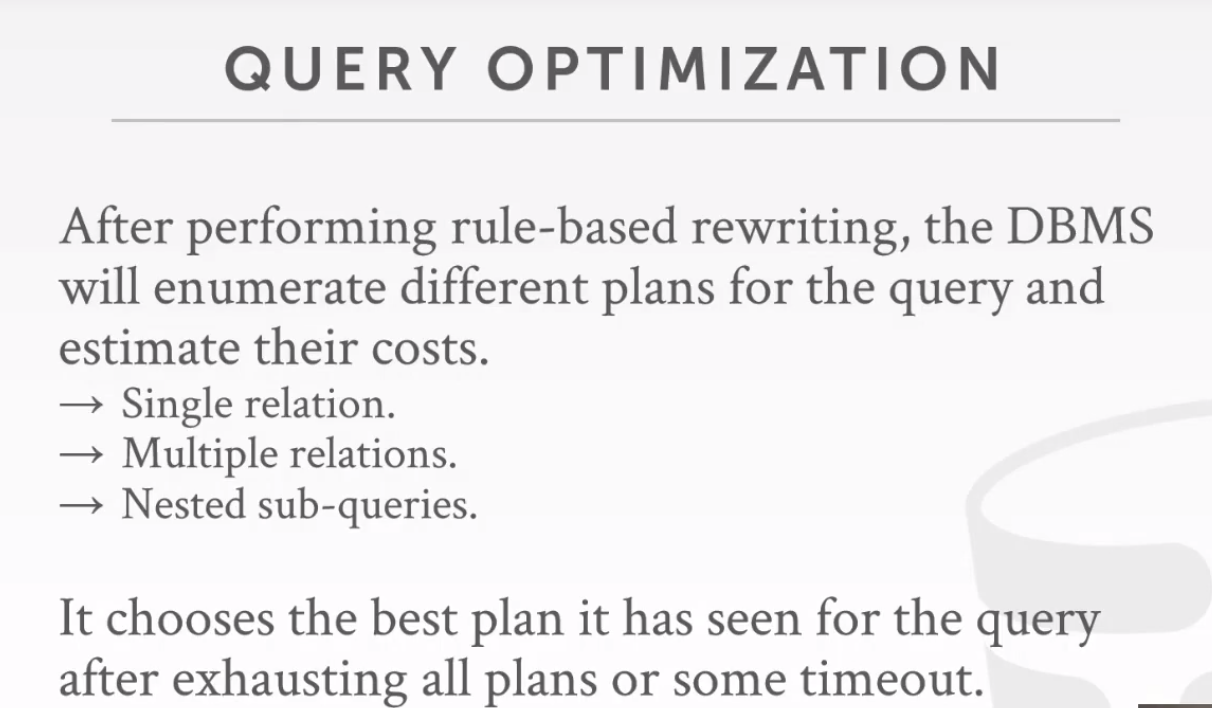 QUERY OPTIMIZATION
After performing rule-based rewriting, the DBMS
will enumerate different plans for the query and
estimate their costs.
→ Single relation.
→ Multiple relations.
→ Nested sub-queries.
It chooses the best plan it has seen for the query
after exhausting all plans or some timeout.